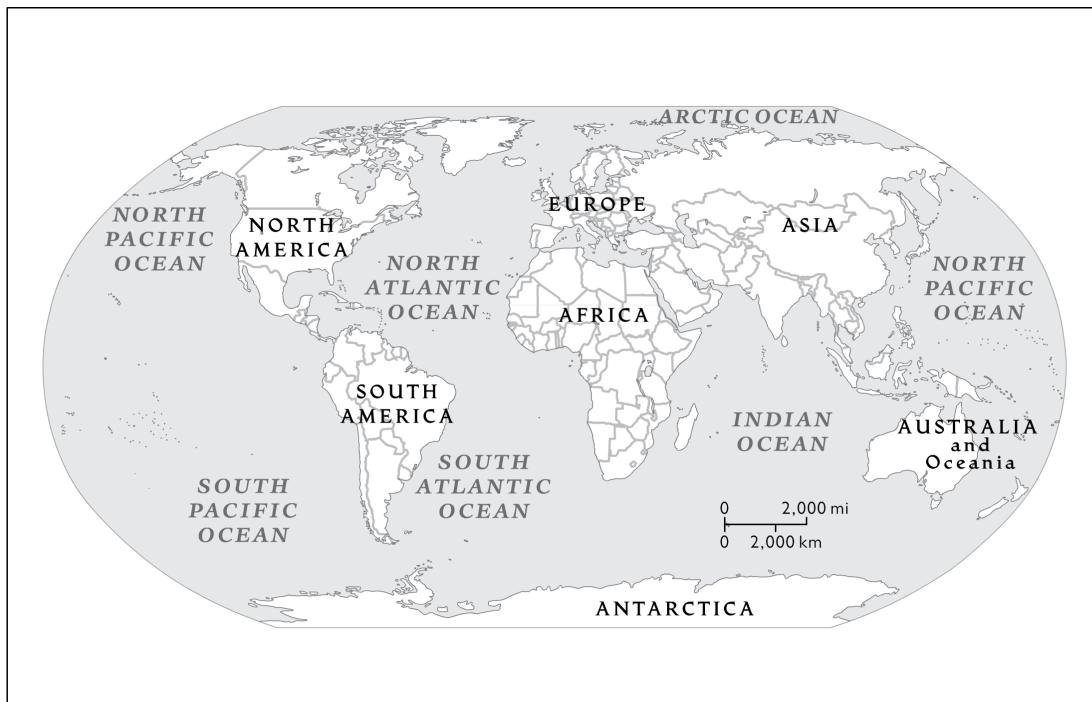 ARCTIC OCEAN
EUROPE
NORTH
PACIFIC
OCEAN
NORTH
AMERICA
ASIA
NORTH
ATLANTIC
OCEAN
NORTH
PACIFIC
OCEAN
AFRICA
SOUTH
AMERICA
INDIAN
OCEAN
AUSTRALIA
and
Oceania
SOUTH
ATLANTIC
OCEAN
SOUTH
PACIFIC
OCEAN
0 2,000 mi
0 2,000 km
ANTARCTICA